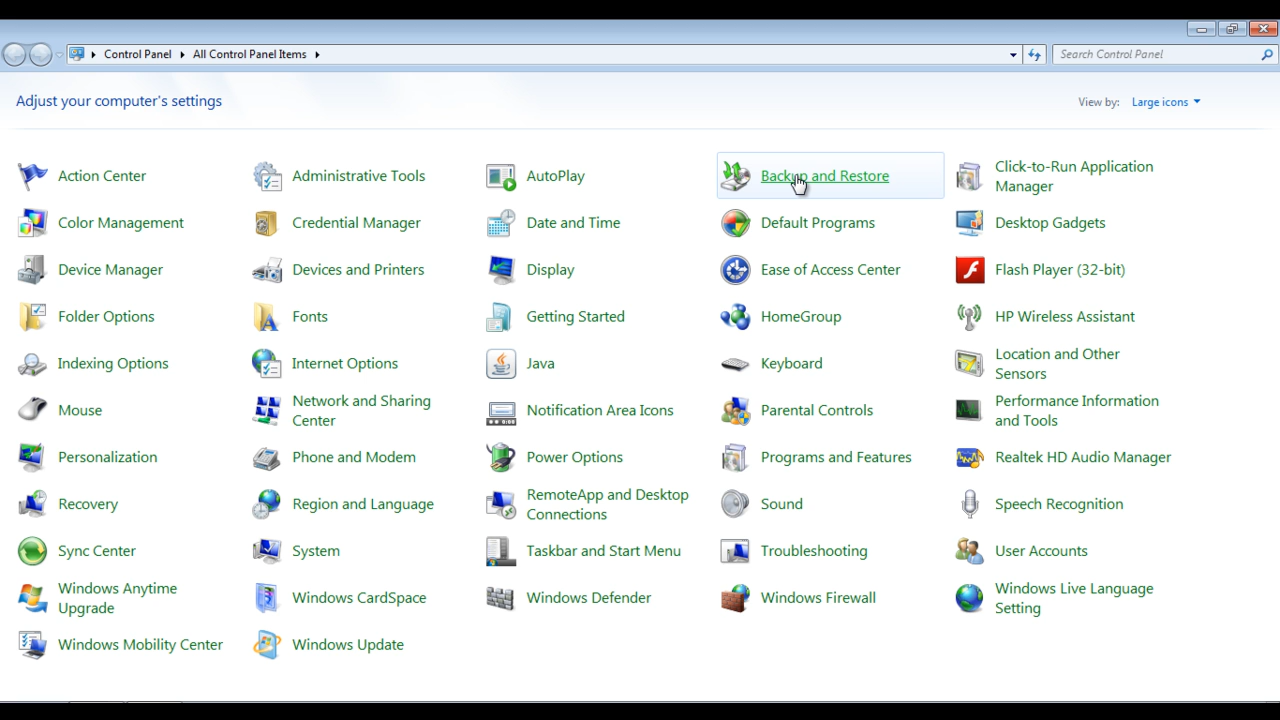 Control Panel All Control Panel Items Search Control Panel
Adjust your computer's settings View by: Large icons
Action Center
Administrative Tools
AutoPlay
Backup and Restore
Click-to-Run Application
Manager
Color Management
Credential Manager
Date and Time
Default Programs
Desktop Gadgets
Device Manager
Devices and Printers
Display
Ease of Access Center
Flash Player (32-bit)
Folder Options
Fonts
Getting Started
HomeGroup
HP Wireless Assistant
Indexing Options
Internet Options
Java
Keyboard
Location and Other
Sensors
Mouse
Network and Sharing
Center
Notification Area Icons
Parental Controls
Performance Information
and Tools
Personalization
Phone and Modem
Power Options
Programs and Features
Realtek HD Audio Manager
Recovery
Region and Language
RemoteApp and Desktop
Connections
Sound
Speech Recognition
Sync Center
System
Taskbar and Start Menu
Troubleshooting
User Accounts
Windows Anytime
Upgrade
Windows CardSpace
Windows Defender
Windows Firewall
Windows Live Language
Setting
Windows Mobility Center
Windows Update